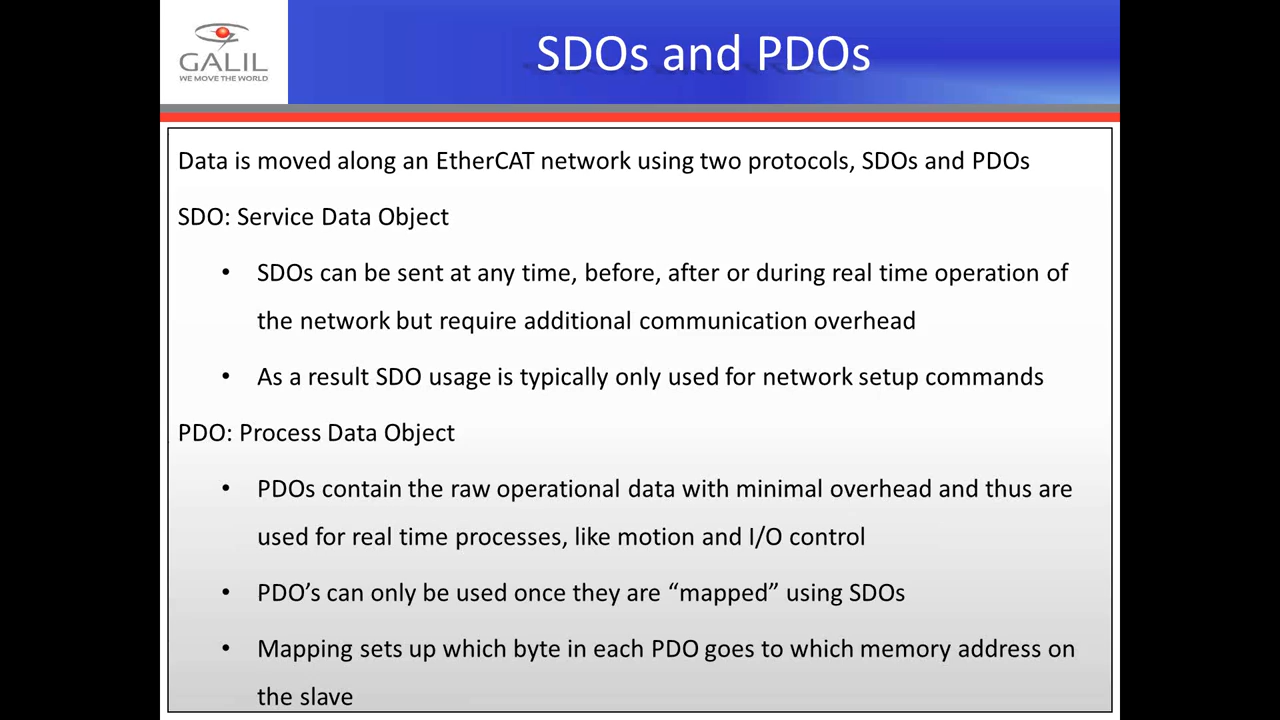 GALIL
WE MOVE THE WORLD
SDOs and PDOs
Data is moved along an EtherCAT network using two protocols, SDOs and PDOs
SDO: Service Data Object
• SDOs can be sent at any time, before, after or during real time operation of
the network but require additional communication overhead
• As a result SDO usage is typically only used for network setup commands
PDO: Process Data Object
• PDOs contain the raw operational data with minimal overhead and thus are
used for real time processes, like motion and I/O control
• PDO’s can only be used once they are “mapped” using SDOs
• Mapping sets up which byte in each PDO goes to which memory address on
the slave